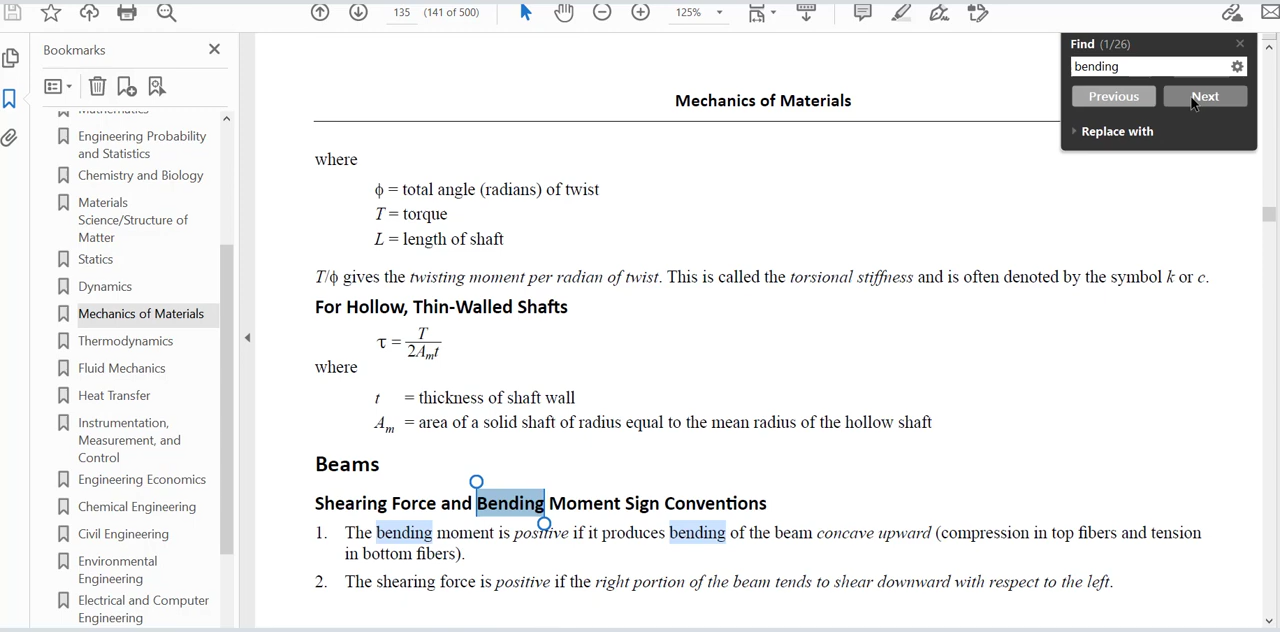 135
(141 of 500)
125%
Bookmarks
Mathematics
Engineering Probability
and Statistics
Chemistry and Biology
Materials
Science/Structure of
Matter
Statics
Dynamics
Mechanics of Materials
Thermodynamics
Fluid Mechanics
Heat Transfer
Instrumentation,
Measurement, and
Control
Engineering Economics
Chemical Engineering
Civil Engineering
Environmental
Engineering
Electrical and Computer
Engineering
Find (1/26)
bending
Previous
Next
Replace with
Mechanics of Materials
where
ϕ = total angle (radians) of twist
T = torque
L = length of shaft
T/ϕ gives the twisting moment per radian of twist. This is called the torsional stiffness and is often denoted by the symbol k or c.
For Hollow, Thin-Walled Shafts
τ = T / 2Aₘt
where
t = thickness of shaft wall
Aₘ = area of a solid shaft of radius equal to the mean radius of the hollow shaft
Beams
Shearing Force and Bending Moment Sign Conventions
1. The bending moment is positive if it produces bending of the beam concave upward (compression in top fibers and tension
in bottom fibers).
2. The shearing force is positive if the right portion of the beam tends to shear downward with respect to the left.